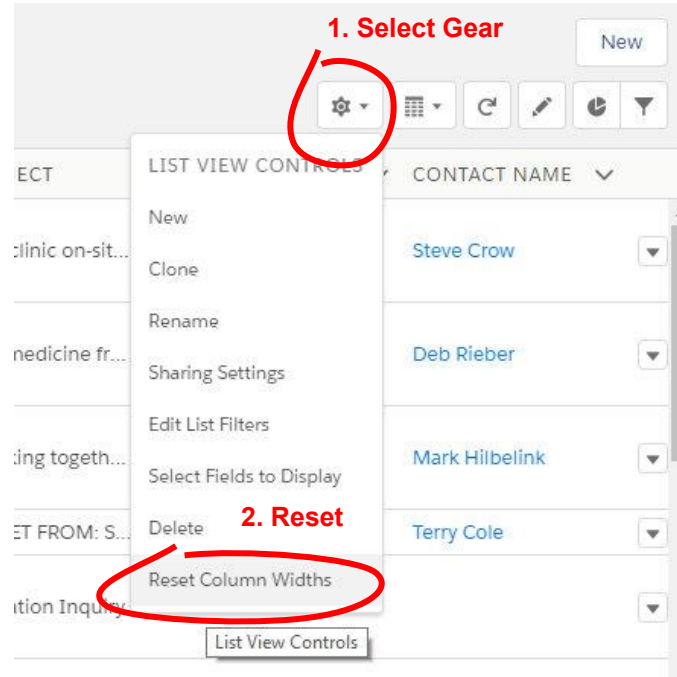 1. Select Gear
New
ECT
LIST VIEW CONTROLS
CONTACT NAME
New
clinic on-sit...
Steve Crow
Clone
Rename
medicine fr...
Deb Rieber
Sharing Settings
Edit List Filters
king togeth...
Mark Hilbelink
Select Fields to Display
2. Reset
ET FROM: S...
Delete
Terry Cole
Reset Column Widths
ation Inquiry
List View Controls